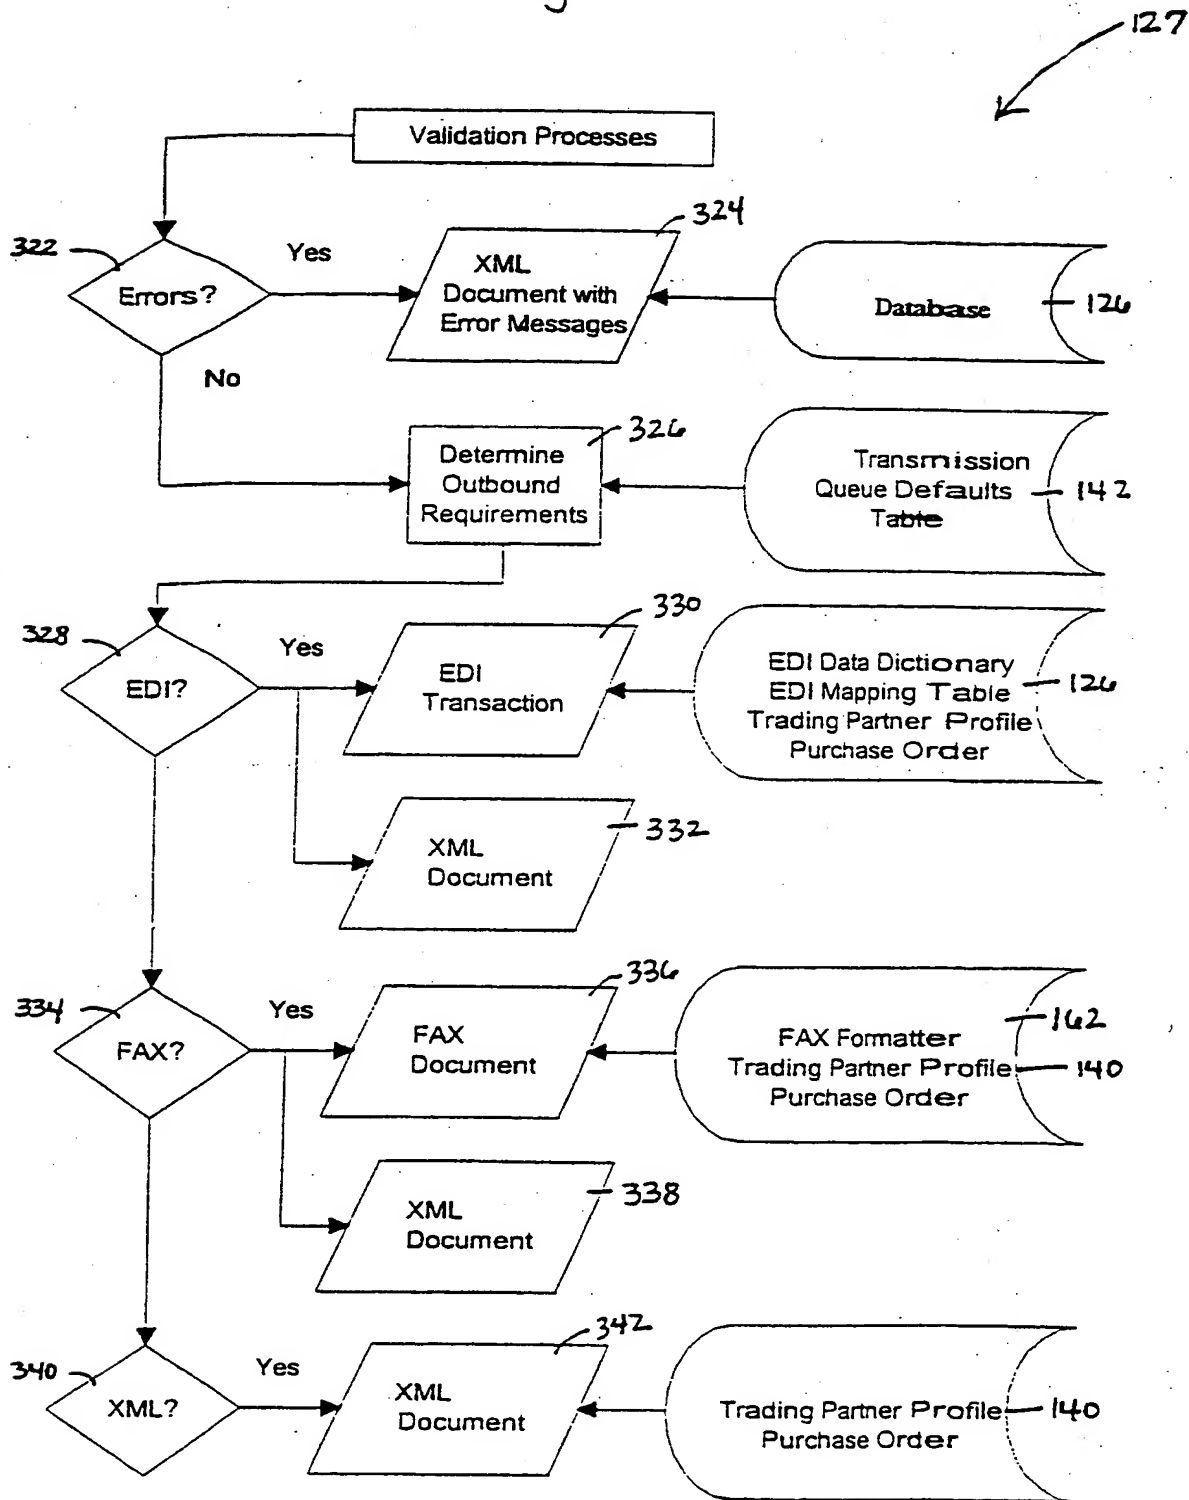 127
Validation Processes
324
322
Yes
XML
Document with
Error Messages
Errors?
Database
126
No
326
Determine
Outbound
Requirements
Transmission
Queue Defaults
Table
142
330
328
Yes
EDI?
EDI
Transaction
EDI Data Dictionary
EDI Mapping Table
Trading Partner Profile
Purchase Order
126
332
XML
Document
336
334
Yes
FAX?
FAX
Document
162
FAX Formatter
Trading Partner Profile
140
Purchase Order
338
XML
Document
342
340
Yes
XML?
XML
Document
Trading Partner Profile
140
Purchase Order